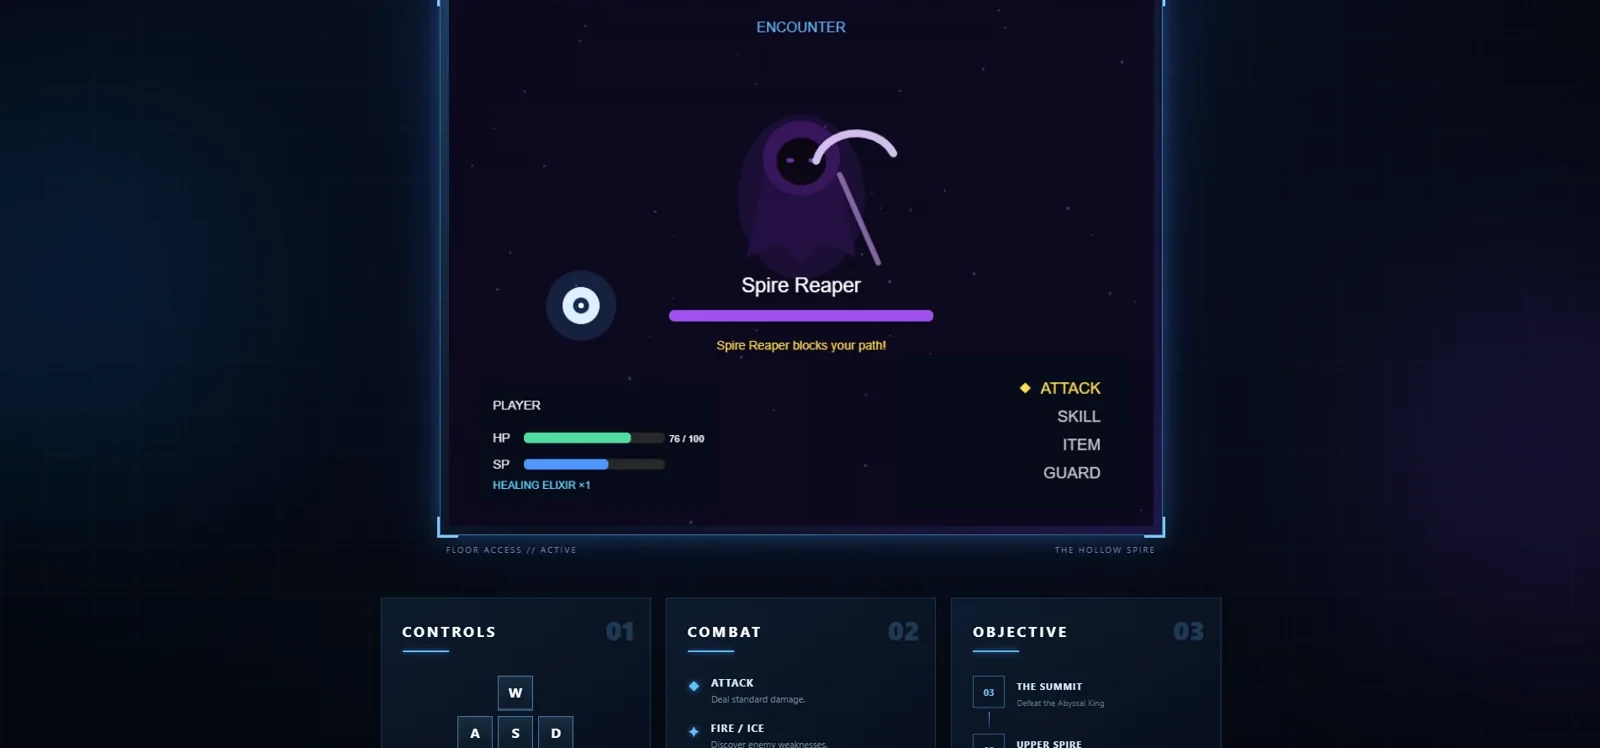 ENCOUNTER
Spire Reaper
Spire Reaper blocks your path!
PLAYER
HP 76 / 100
SP
HEALING ELIXIR ×1
ATTACK
SKILL
ITEM
GUARD
FLOOR ACCESS // ACTIVE
THE HOLLOW SPIRE
CONTROLS 01
W
A S D
COMBAT 02
ATTACK
Deal standard damage.
FIRE / ICE
Discover enemy weaknesses.
OBJECTIVE 03
03 THE SUMMIT
Defeat the Abyssal King
UPPER SPIRE